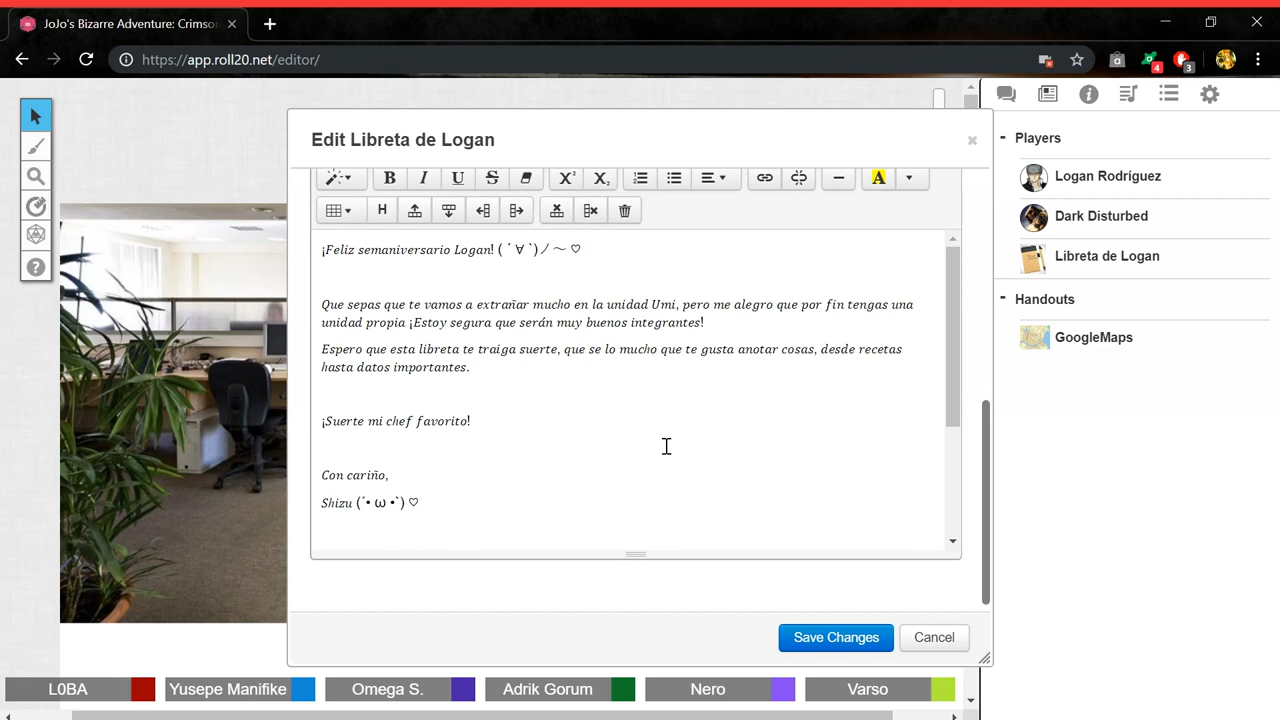 JoJo's Bizarre Adventure: Crimso
https://app.roll20.net/editor/
4
3
Edit Libreta de Logan
B I U S X² X₂ A
H
¡Feliz semaniversario Logan! ( ´ ∀ `)ノ～ ♡
Que sepas que te vamos a extrañar mucho en la unidad Umi, pero me alegro que por fin tengas una
unidad propia ¡Estoy segura que serán muy buenos integrantes!
Espero que esta libreta te traiga suerte, que se lo mucho que te gusta anotar cosas, desde recetas
hasta datos importantes.
¡Suerte mi chef favorito!
Con cariño,
Shizu (´• ω •`) ♡
Save Changes
Cancel
Players
Logan Rodríguez
Dark Disturbed
Libreta de Logan
Handouts
GoogleMaps
L0BA
Yusepe Manifike
Omega S.
Adrik Gorum
Nero
Varso